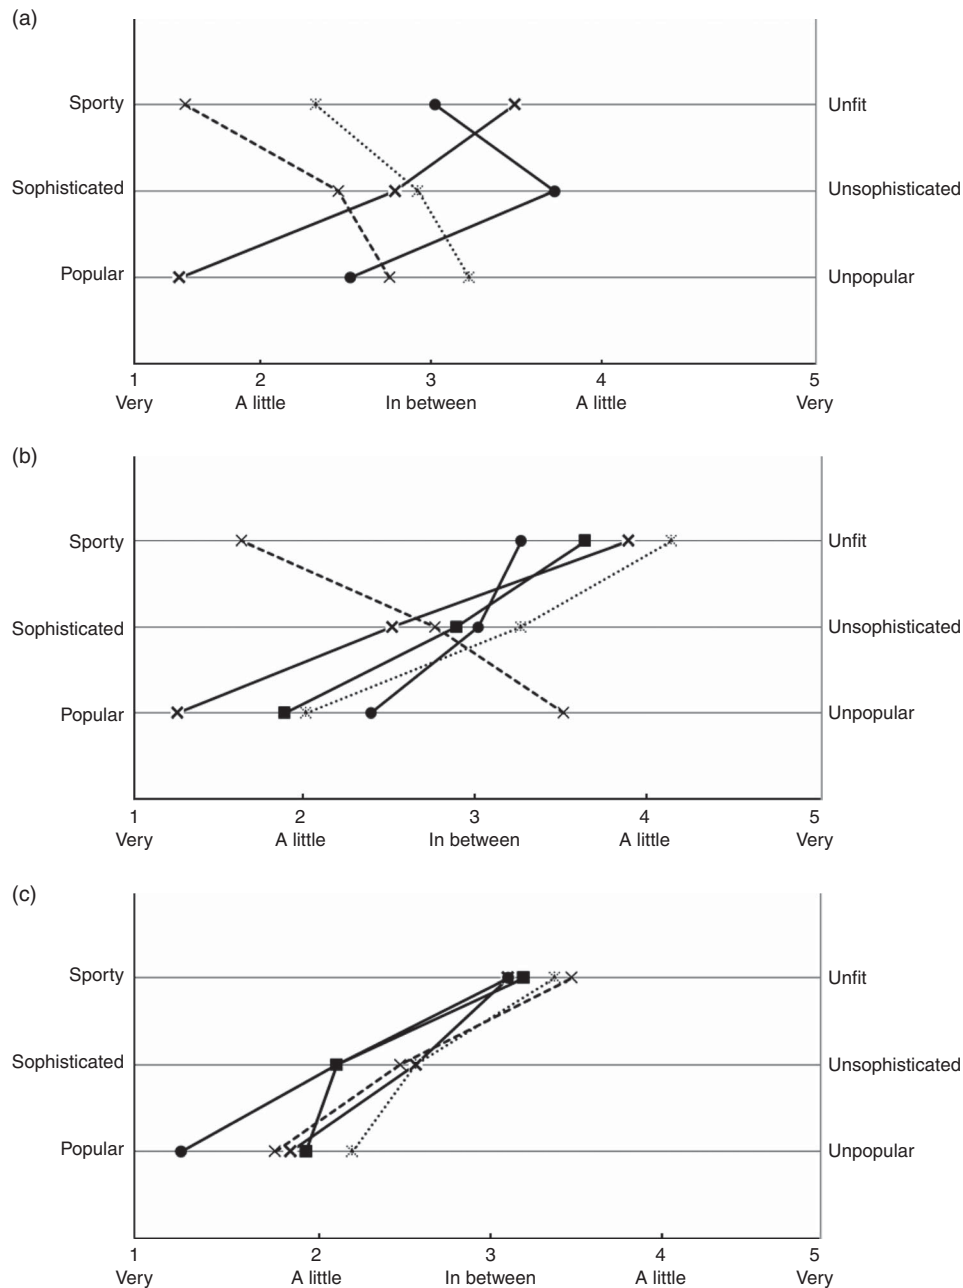 (a)
Sporty Unfit
Sophisticated Unsophisticated
Popular Unpopular
1 2 3 4 5
Very A little In between A little Very
(b)
Sporty Unfit
Sophisticated Unsophisticated
Popular Unpopular
1 2 3 4 5
Very A little In between A little Very
(c)
Sporty Unfit
Sophisticated Unsophisticated
Popular Unpopular
1 2 3 4 5
Very A little In between A little Very